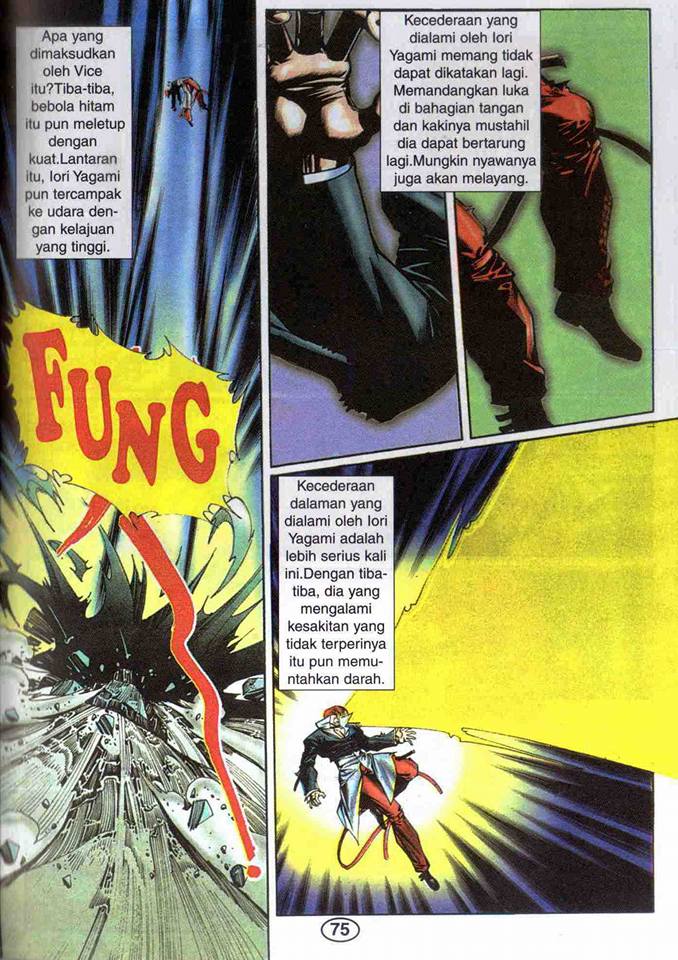 Apa yang
dimaksudkan
oleh Vice
itu?Tiba-tiba,
bebola hitam
itu pun meletup
dengan
kuat.Lantaran
itu, Iori Yagami
pun tercampak
ke udara den-
gan kelajuan
yang tinggi.
FUNG
Kecederaan yang
dialami oleh Iori
Yagami memang tidak
dapat dikatakan lagi.
Memandangkan luka
di bahagian tangan
dan kakinya mustahil
dia dapat bertarung
lagi.Mungkin nyawanya
juga akan melayang.
Kecederaan
dalaman yang
dialami oleh Iori
Yagami adalah
lebih serius kali
ini.Dengan tiba-
tiba, dia yang
mengalami
kesakitan yang
tidak terperinya
itu pun memu-
ntahkan darah.
75